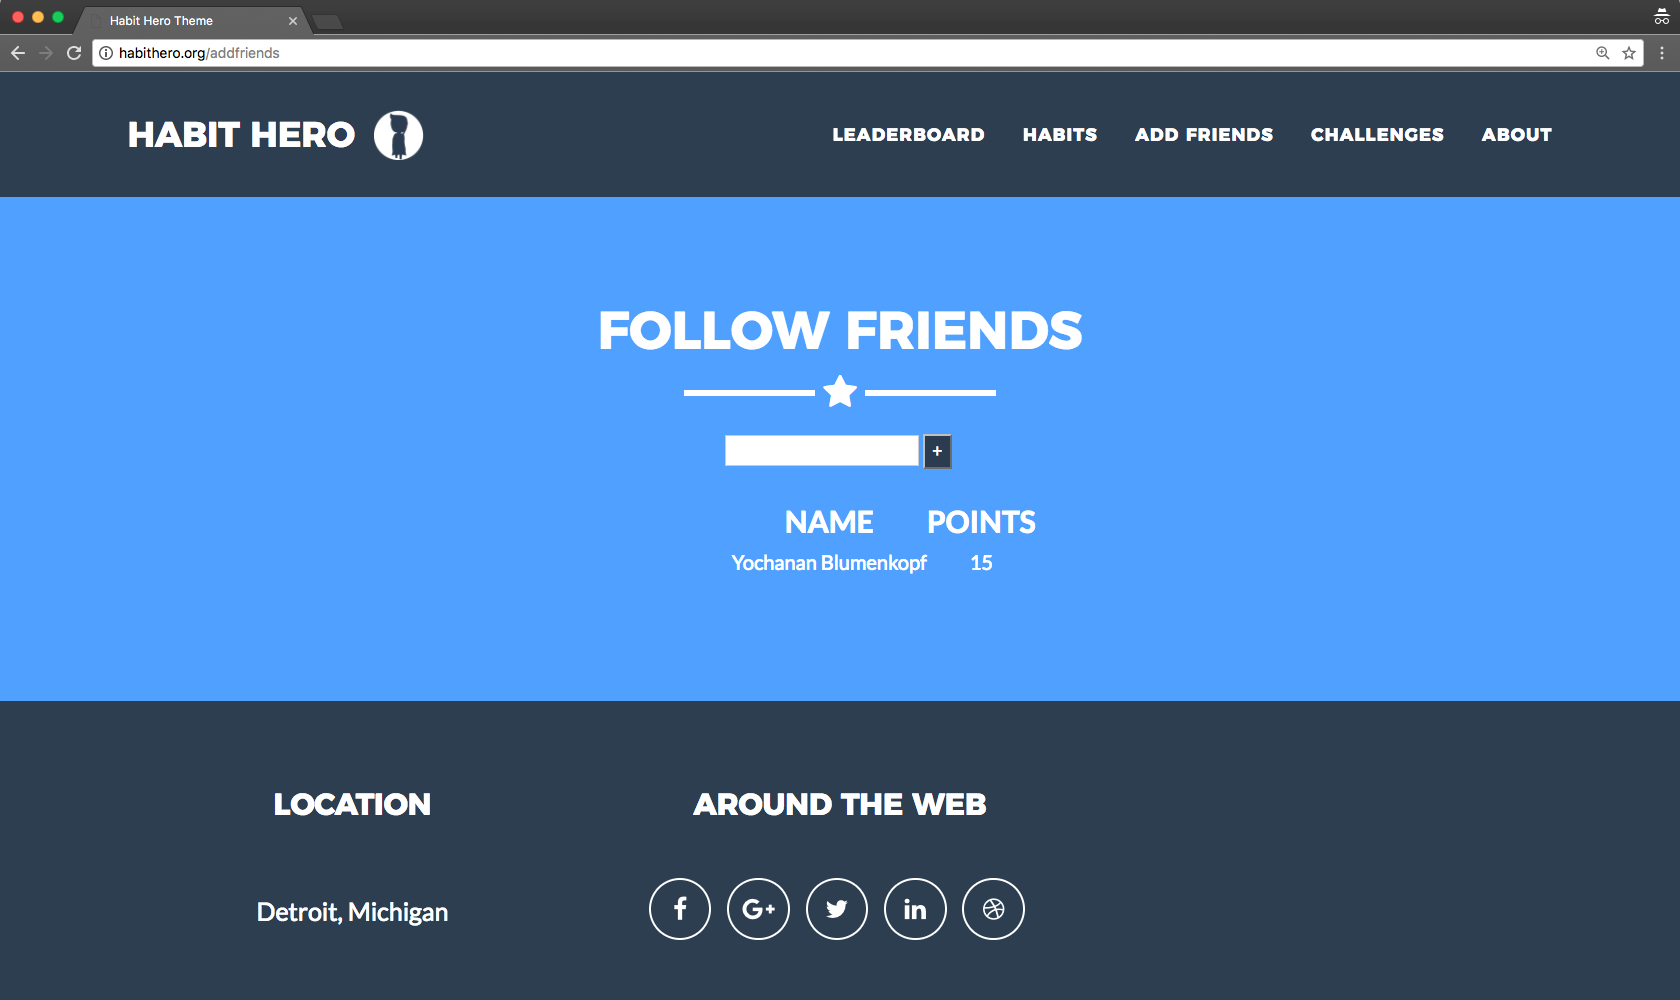 Habit Hero Theme
habithero.org/addfriends
HABIT HERO
LEADERBOARD HABITS ADD FRIENDS CHALLENGES ABOUT
FOLLOW FRIENDS
+
NAME POINTS
Yochanan Blumenkopf 15
LOCATION AROUND THE WEB
Detroit, Michigan